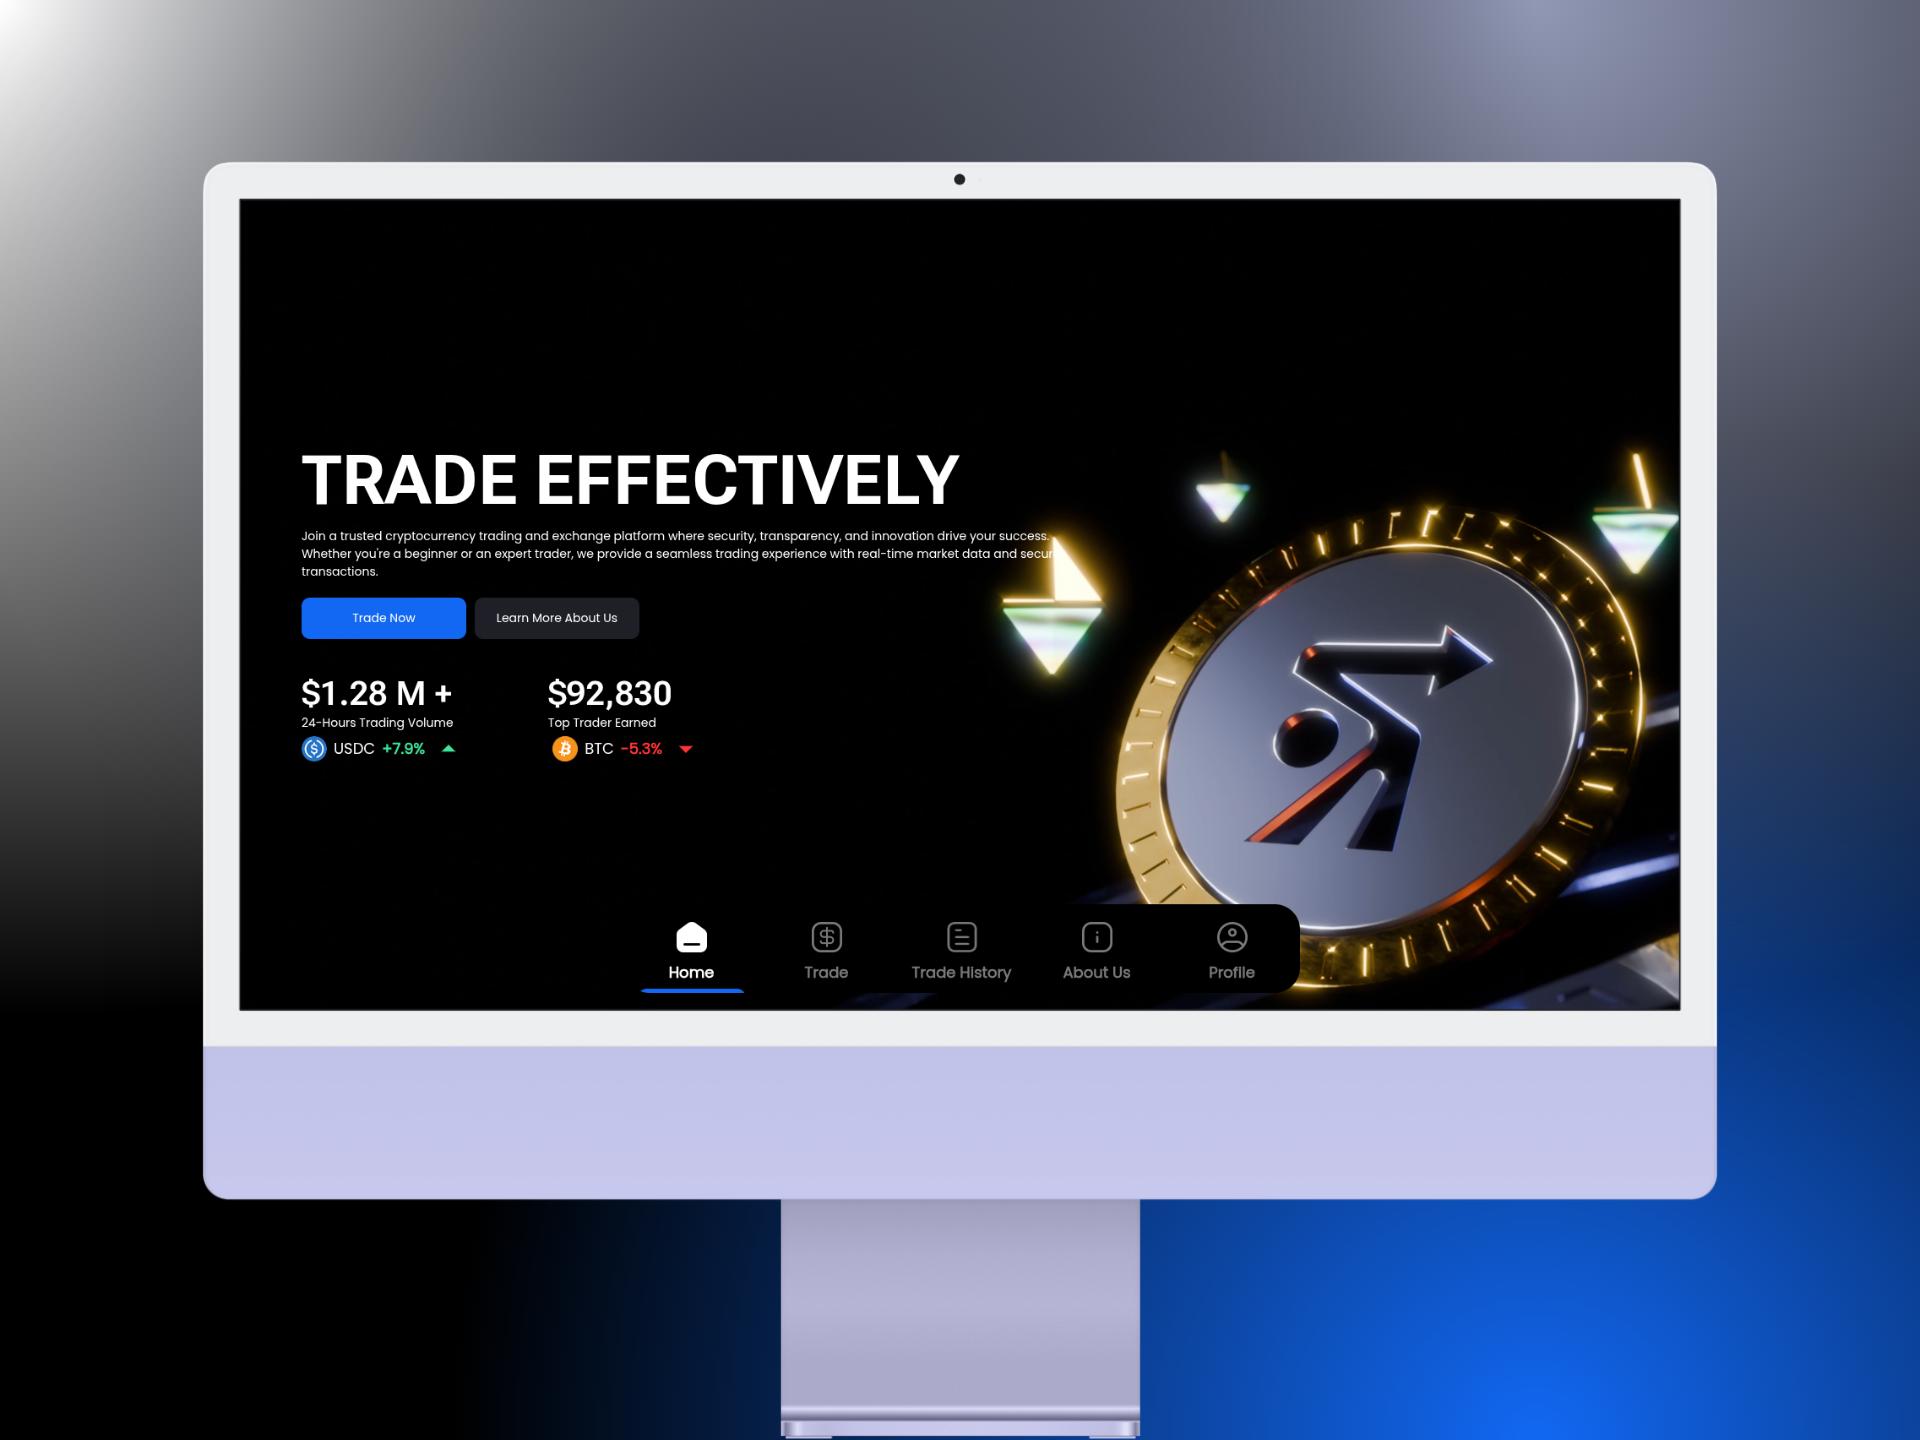 TRADE EFFECTIVELY
Join a trusted cryptocurrency trading and exchange platform where security, transparency, and innovation drive your success.
Whether you're a beginner or an expert trader, we provide a seamless trading experience with real-time market data and
transactions.
Trade Now
Learn More About Us
$1.28 M +
$92,830
24-Hours Trading Volume
Top Trader Earned
USDC +7.9%
BTC -5.3%
Home
Trade
Trade History
About Us
Profile